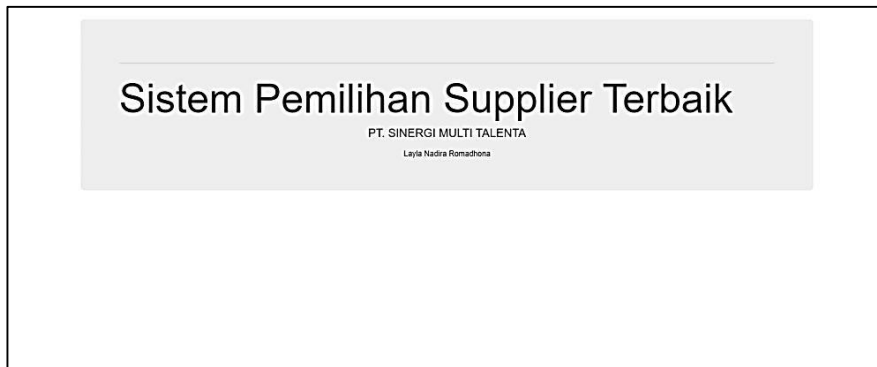 Sistem Pemilihan Supplier Terbaik
PT. SINERGI MULTI TALENTA
Layla Nadira Romadhona